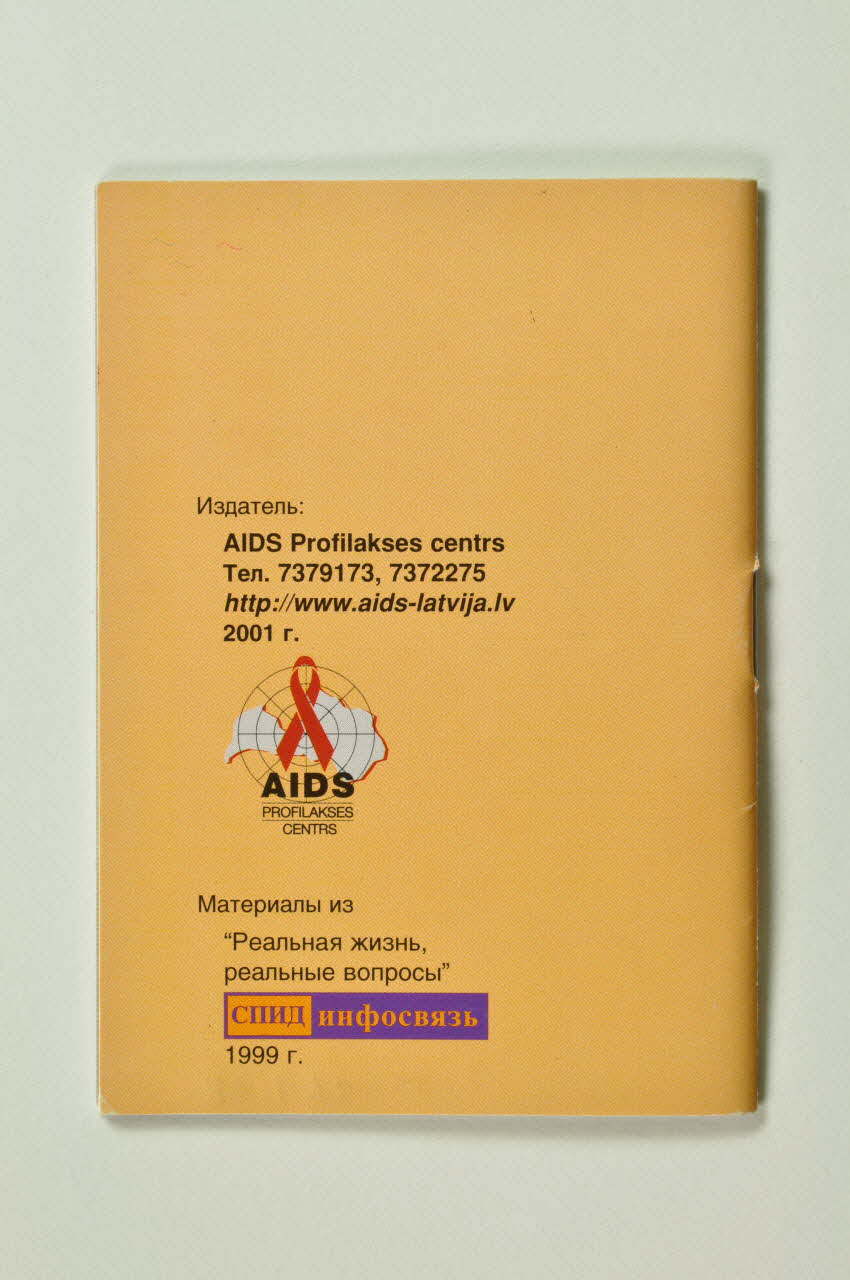 Издатель:
AIDS Profilakses centrs
Тел. 7379173, 7372275
http://www.aids-latvija.lv
2001 г.
AIDS
PROFILAKSES
CENTRS
Материалы из
“Реальная жизнь,
реальные вопросы”
СПИД инфосвязь
1999 г.